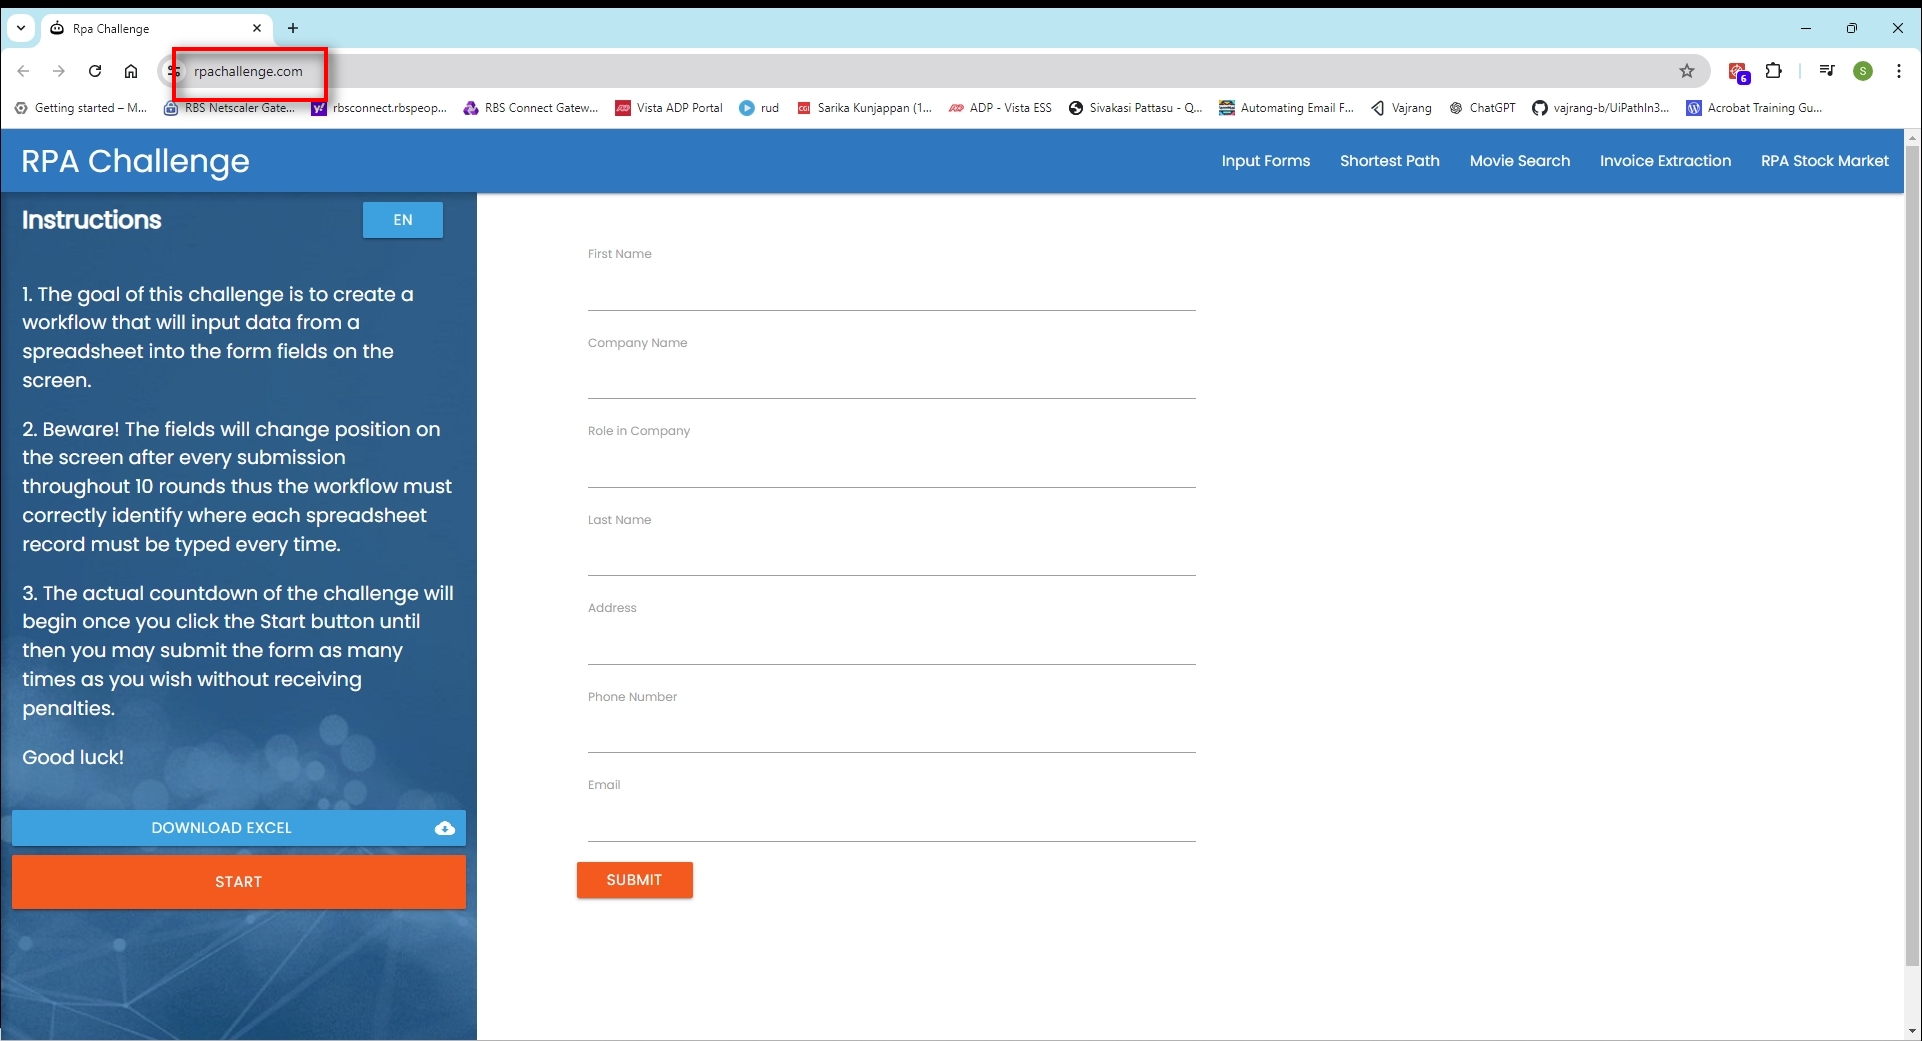 Rpa Challenge
rpachallenge.com
S
6
Getting started – M...
RBS Netscaler Gate...
rbsconnect.rbspeop...
RBS Connect Gatew...
Vista ADP Portal
rud
CGI
Sarika Kunjappan (1...
ADP - Vista ESS
Sivakasi Pattasu - Q...
Automating Email F...
Vajrang
ChatGPT
vajrang-b/UiPathIn3...
Acrobat Training Gu...
RPA Challenge
Input Forms
Shortest Path
Movie Search
Invoice Extraction
RPA Stock Market
Instructions
EN
1. The goal of this challenge is to create a
workflow that will input data from a
spreadsheet into the form fields on the
screen.
2. Beware! The fields will change position on
the screen after every submission
throughout 10 rounds thus the workflow must
correctly identify where each spreadsheet
record must be typed every time.
3. The actual countdown of the challenge will
begin once you click the Start button until
then you may submit the form as many
times as you wish without receiving
penalties.
Good luck!
DOWNLOAD EXCEL
START
First Name
Company Name
Role in Company
Last Name
Address
Phone Number
Email
SUBMIT